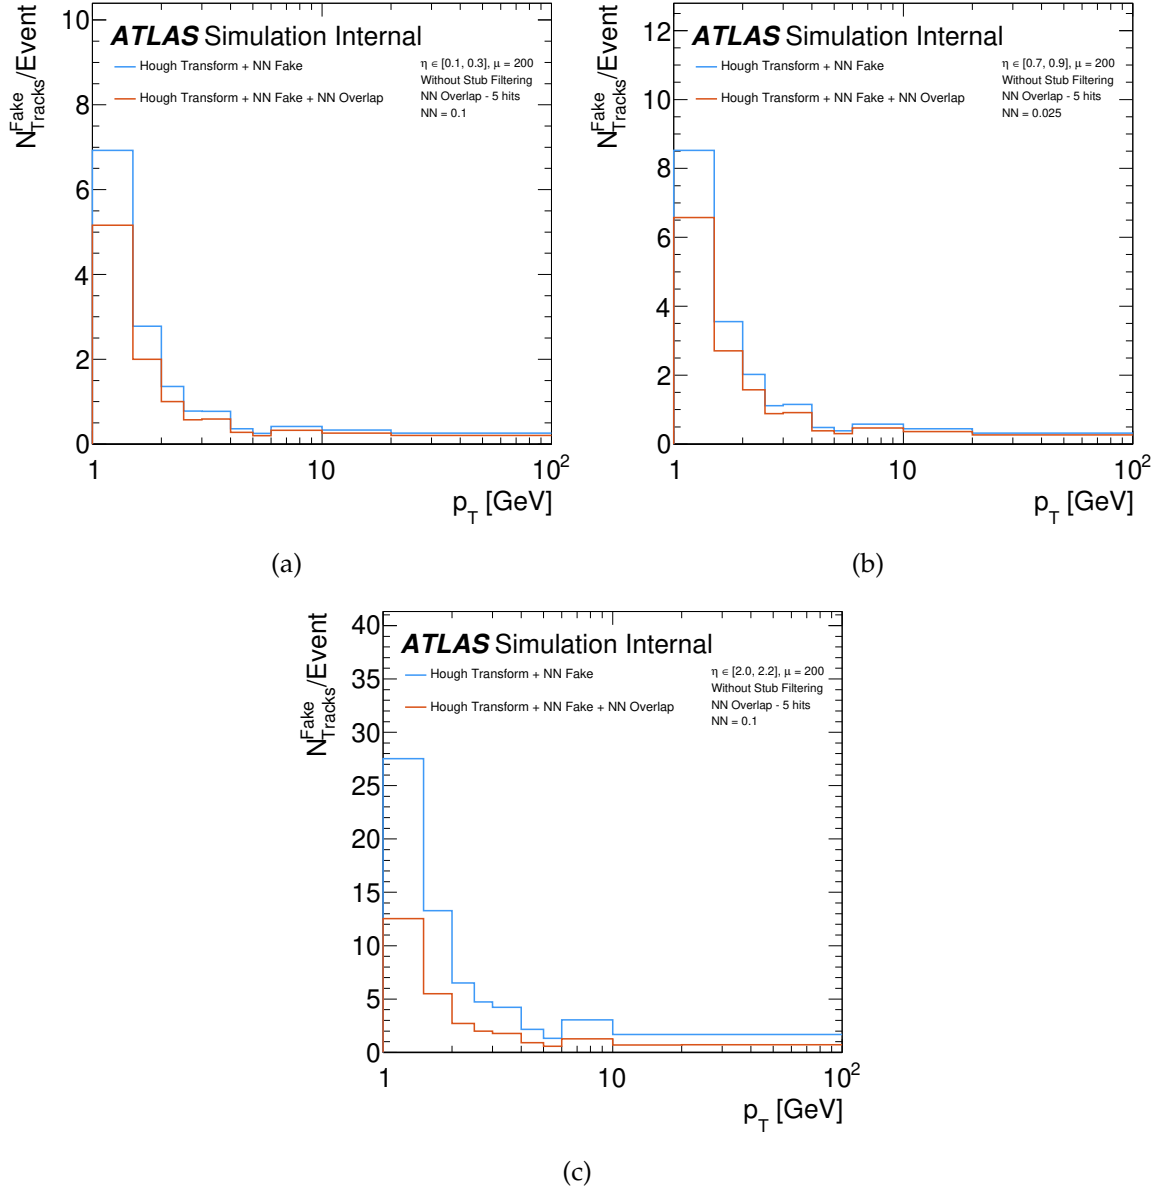 ATLAS Simulation Internal
Hough Transform + NN Fake
Hough Transform + NN Fake + NN Overlap
η ∈ [0.1, 0.3], μ = 200
Without Stub Filtering
NN Overlap - 5 hits
NN = 0.1
N^Fake_Tracks/Event
10
8
6
4
2
0
1
10
10²
p_T [GeV]
(a)
ATLAS Simulation Internal
Hough Transform + NN Fake
Hough Transform + NN Fake + NN Overlap
η ∈ [0.7, 0.9], μ = 200
Without Stub Filtering
NN Overlap - 5 hits
NN = 0.025
N^Fake_Tracks/Event
12
10
8
6
4
2
0
1
10
10²
p_T [GeV]
(b)
ATLAS Simulation Internal
Hough Transform + NN Fake
Hough Transform + NN Fake + NN Overlap
η ∈ [2.0, 2.2], μ = 200
Without Stub Filtering
NN Overlap - 5 hits
NN = 0.1
N^Fake_Tracks/Event
40
35
30
25
20
15
10
5
0
1
10
10²
p_T [GeV]
(c)